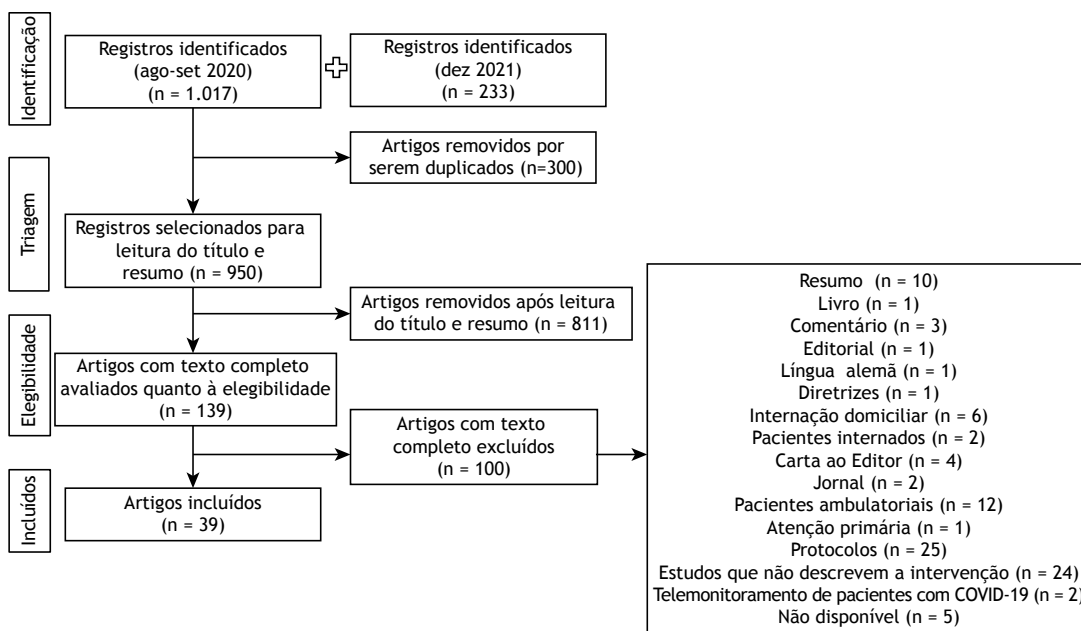 Identificação
Registros identificados
(ago-set 2020)
(n = 1.017)
Registros identificados
(dez 2021)
(n = 233)
Artigos removidos por
serem duplicados (n=300)
Triagem
Registros selecionados para
leitura do título e
resumo (n = 950)
Artigos removidos após leitura
do título e resumo (n = 811)
Elegibilidade
Artigos com texto completo
avaliados quanto à elegibilidade
(n = 139)
Artigos com texto
completo excluídos
(n = 100)
Incluídos
Artigos incluídos
(n = 39)
Resumo (n = 10)
Livro (n = 1)
Comentário (n = 3)
Editorial (n = 1)
Língua alemã (n = 1)
Diretrizes (n = 1)
Internação domiciliar (n = 6)
Pacientes internados (n = 2)
Carta ao Editor (n = 4)
Jornal (n = 2)
Pacientes ambulatoriais (n = 12)
Atenção primária (n = 1)
Protocolos (n = 25)
Estudos que não descrevem a intervenção (n = 24)
Telemonitoramento de pacientes com COVID-19 (n = 2)
Não disponível (n = 5)